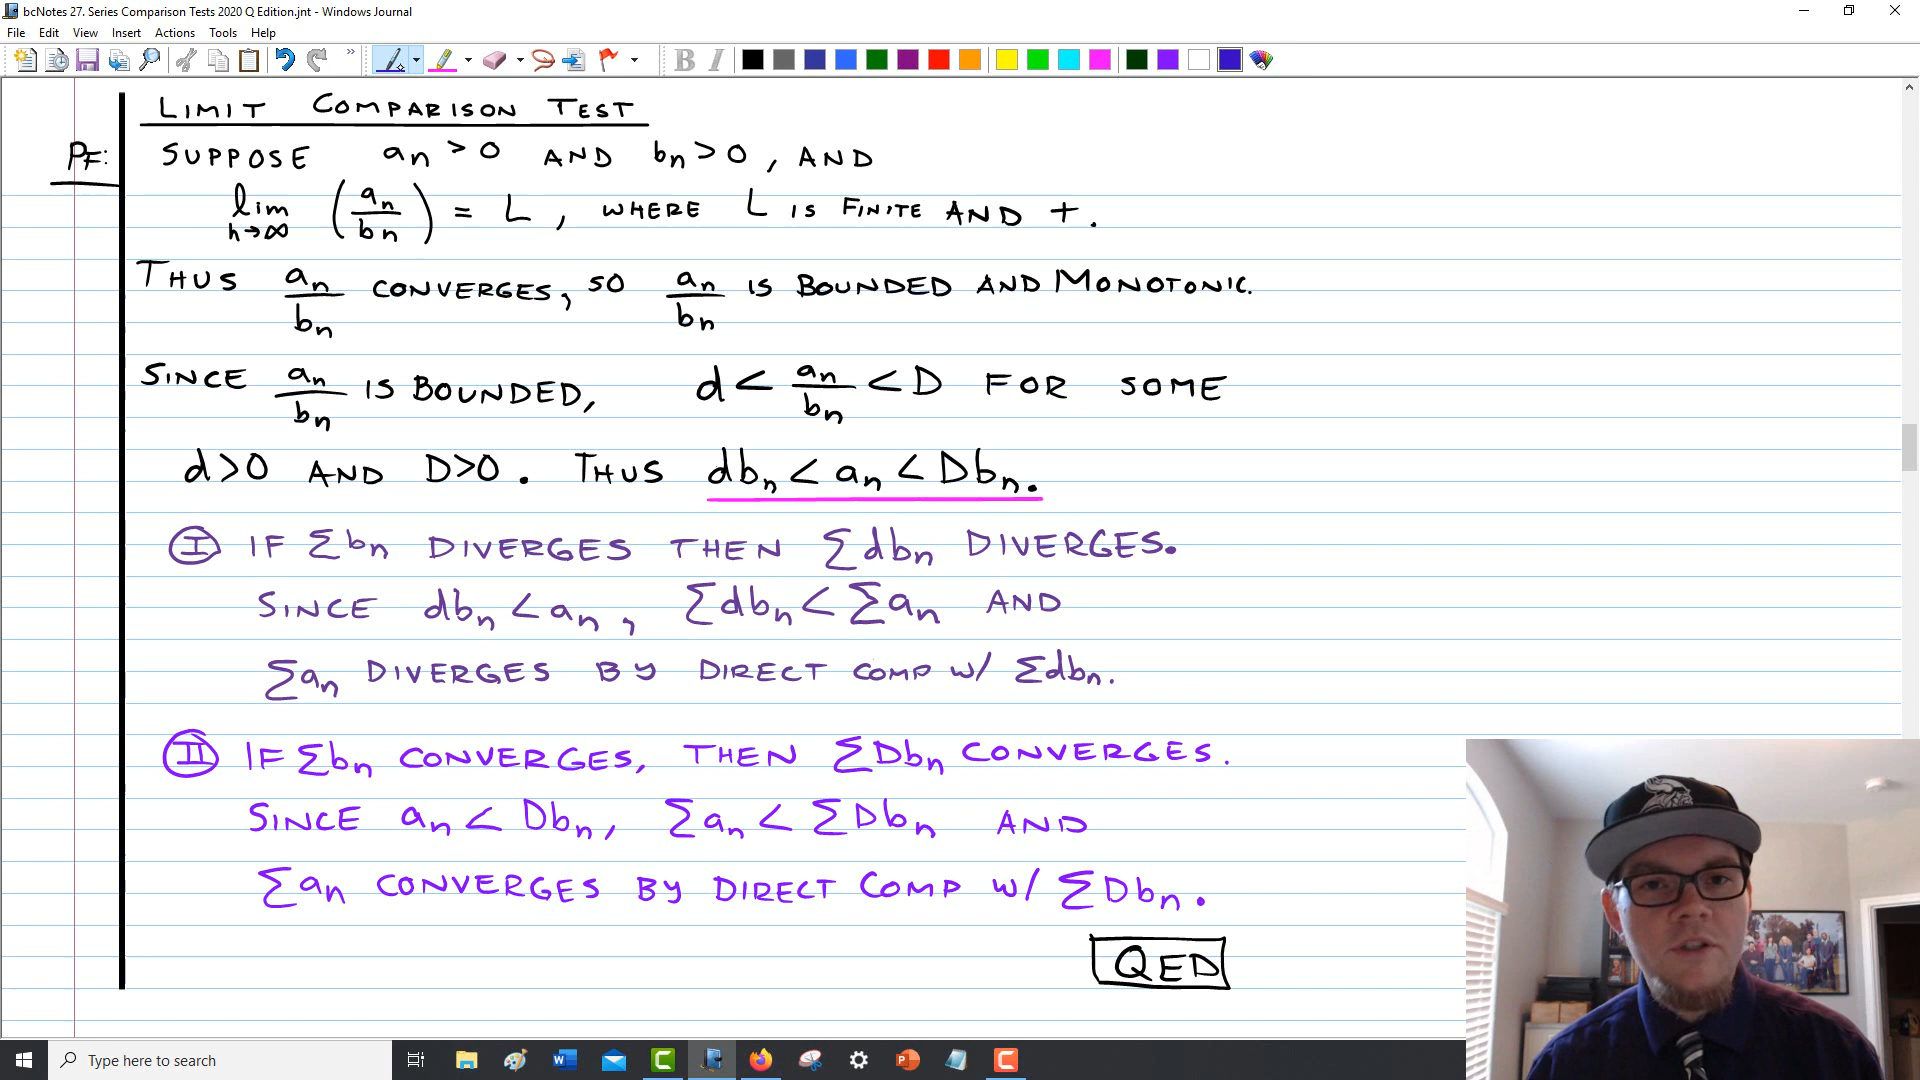 bcNotes 27. Series Comparison Tests 2020 Q Edition.jnt - Windows Journal
File Edit View Insert Actions Tools Help
B I
LIMIT COMPARISON TEST
PF: SUPPOSE an > 0 AND bn > 0, AND
lim n→∞ (an/bn) = L, WHERE L IS FINITE AND +.
THUS an/bn CONVERGES, SO an/bn IS BOUNDED AND MONOTONIC.
SINCE an/bn IS BOUNDED, d < an/bn < D FOR SOME
d>0 AND D>0. THUS dbn < an < Dbn.
I IF Σbn DIVERGES THEN Σdbn DIVERGES.
SINCE dbn < an, Σdbn < Σan AND
Σan DIVERGES BY DIRECT COMP W/ Σdbn.
II IF Σbn CONVERGES, THEN ΣDbn CONVERGES.
SINCE an < Dbn, Σan < ΣDbn AND
Σan CONVERGES BY DIRECT COMP W/ ΣDbn.
QED
Type here to search